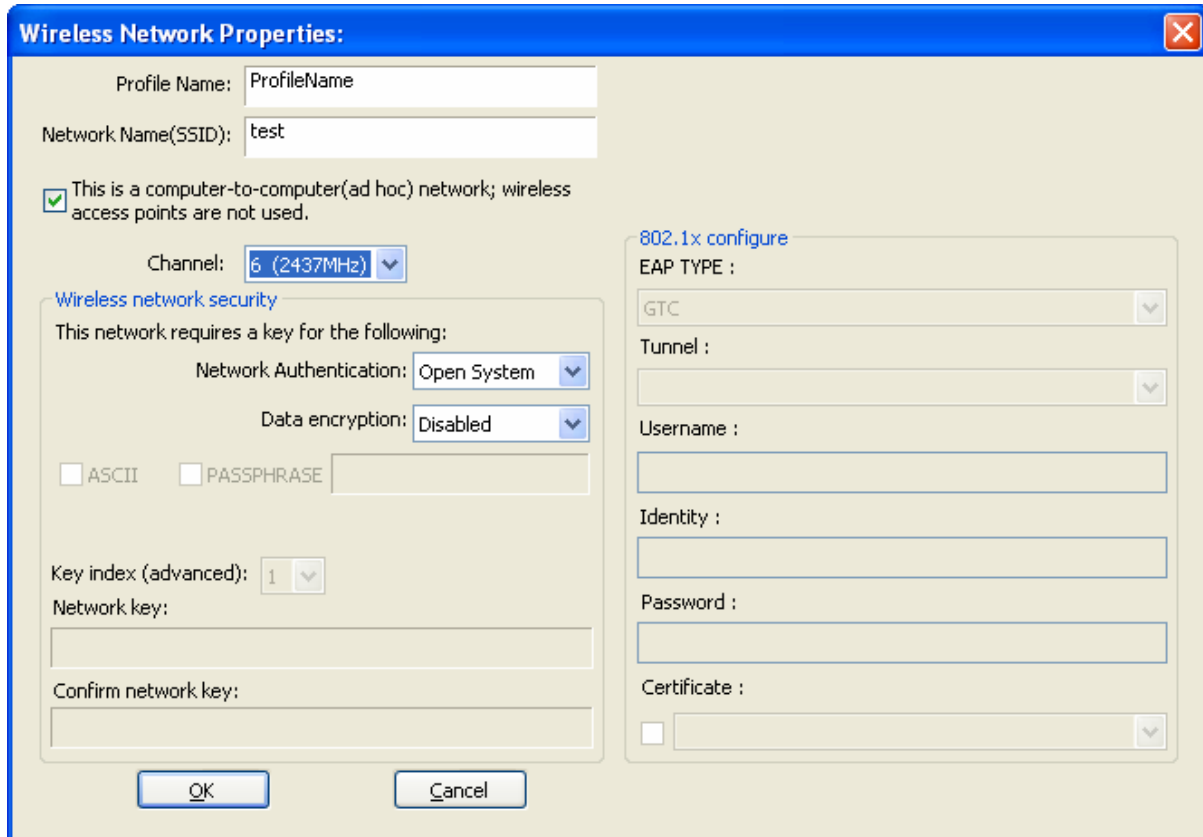 Wireless Network Properties:
Profile Name: ProfileName
Network Name(SSID): test
This is a computer-to-computer(ad hoc) network; wireless
access points are not used.
Channel: 6 (2437MHz)
Wireless network security
This network requires a key for the following:
Network Authentication: Open System
Data encryption: Disabled
ASCII PASSPHRASE
Key index (advanced): 1
Network key:
Confirm network key:
802.1x configure
EAP TYPE :
GTC
Tunnel :
Username :
Identity :
Password :
Certificate :
OK Cancel